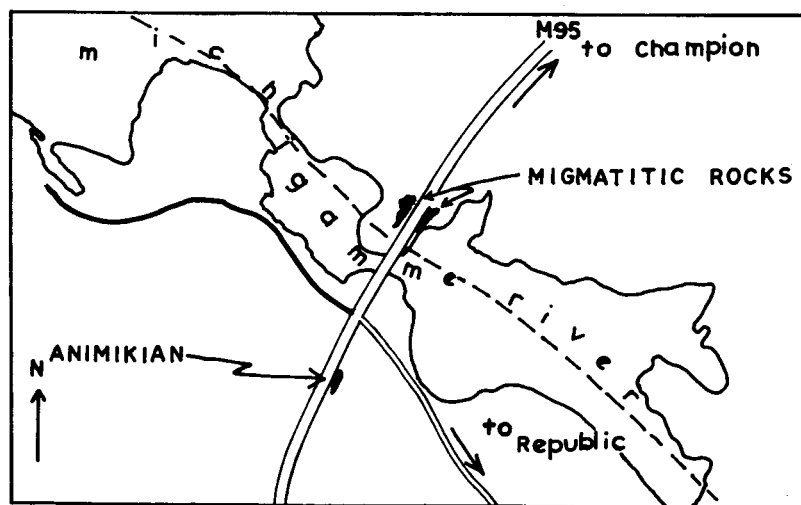 M95
to Champion
m i c h i g a m m e r i v e r
MIGMATITIC ROCKS
ANIMIKIAN
N
to Republic